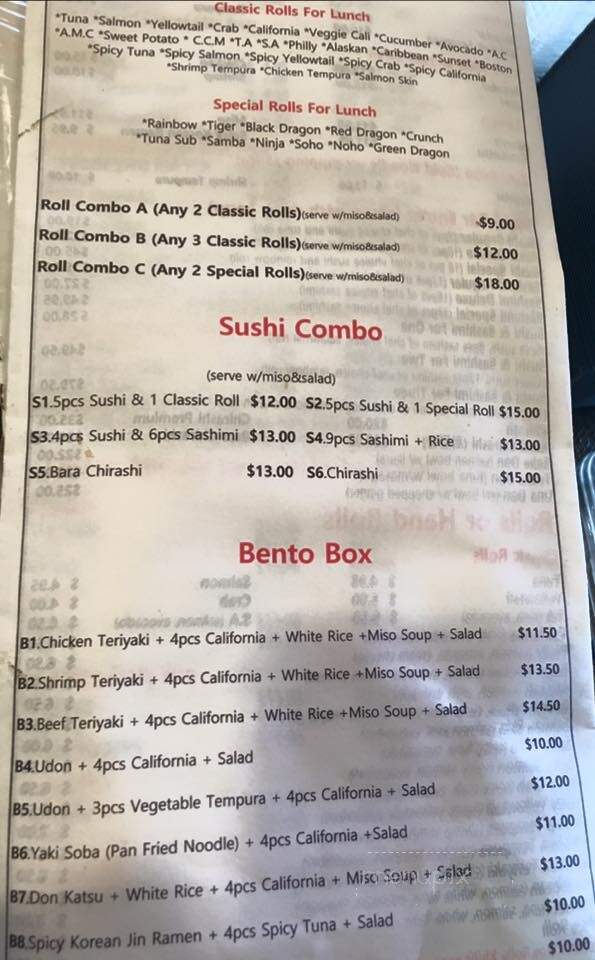 Classic Rolls For Lunch
*Tuna *Salmon *Yellowtail *Crab *California *Veggie Cali *Cucumber *Avocado *A.C
*A.M.C *Sweet Potato * C.C.M *T.A *S.A *Philly *Alaskan *Caribbean *Sunset *Boston
*Spicy Tuna *Spicy Salmon *Spicy Yellowtail *Spicy Crab *Spicy California
*Shrimp Tempura *Chicken Tempura *Salmon Skin
Special Rolls For Lunch
*Rainbow *Tiger *Black Dragon *Red Dragon *Crunch
*Tuna Sub *Samba *Ninja *Soho *Noho *Green Dragon
Roll Combo A (Any 2 Classic Rolls)(serve w/miso&salad) $9.00
Roll Combo B (Any 3 Classic Rolls)(serve w/miso&salad) $12.00
Roll Combo C (Any 2 Special Rolls)(serve w/miso&salad) $18.00
Sushi Combo
(serve w/miso&salad)
S1.5pcs Sushi & 1 Classic Roll $12.00 S2.5pcs Sushi & 1 Special Roll $15.00
S3.4pcs Sushi & 6pcs Sashimi $13.00 S4.9pcs Sashimi + Rice $13.00
S5.Bara Chirashi $13.00 S6.Chirashi $15.00
Bento Box
B1.Chicken Teriyaki + 4pcs California + White Rice +Miso Soup + Salad $11.50
B2.Shrimp Teriyaki + 4pcs California + White Rice +Miso Soup + Salad $13.50
B3.Beef Teriyaki + 4pcs California + White Rice +Miso Soup + Salad $14.50
B4.Udon + 4pcs California + Salad $10.00
B5.Udon + 3pcs Vegetable Tempura + 4pcs California + Salad $12.00
B6.Yaki Soba (Pan Fried Noodle) + 4pcs California +Salad $11.00
B7.Don Katsu + White Rice + 4pcs California + Miso Soup + Salad $13.00
B8.Spicy Korean Jin Ramen + 4pcs Spicy Tuna + Salad $10.00
$10.00